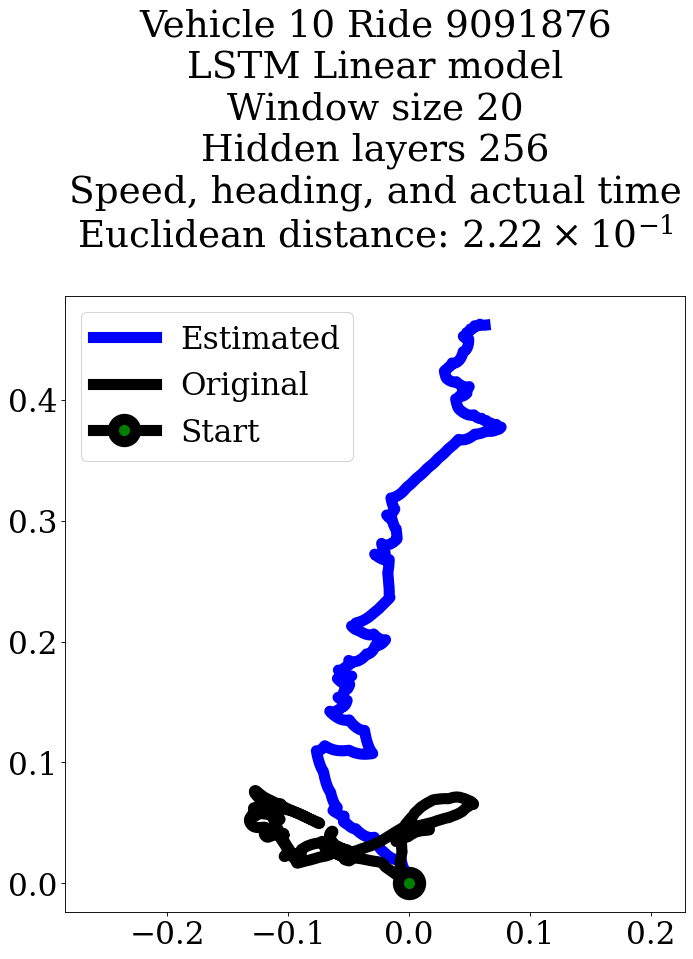 Vehicle 10 Ride 9091876
LSTM Linear model
Window size 20
Hidden layers 256
Speed, heading, and actual time
Euclidean distance: 2.22 × 10⁻¹
Estimated
Original
Start
0.4
0.3
0.2
0.1
0.0
−0.2 −0.1 0.0 0.1 0.2